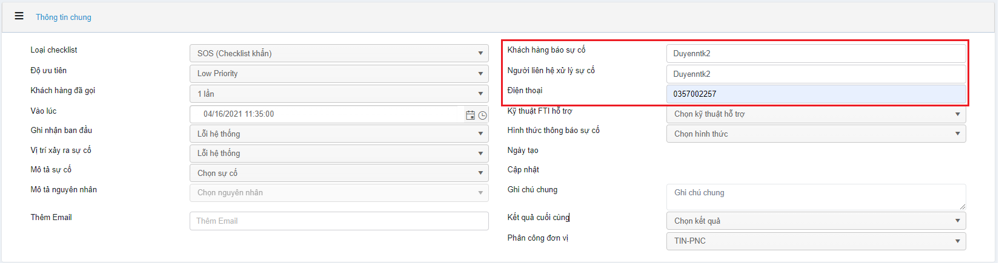 Thông tin chung
Loại checklist
SOS (Checklist khẩn)
Độ ưu tiên
Low Priority
Khách hàng đã gọi
1 lần
Vào lúc
04/16/2021 11:35:00
Ghi nhận ban đầu
Lỗi hệ thống
Vị trí xảy ra sự cố
Lỗi hệ thống
Mô tả sự cố
Chọn sự cố
Mô tả nguyên nhân
Chọn nguyên nhân
Thêm Email
Thêm Email
Khách hàng báo sự cố
Duyenntk2
Người liên hệ xử lý sự cố
Duyenntk2
Điện thoại
0357002257
Kỹ thuật FTI hỗ trợ
Chọn kỹ thuật hỗ trợ
Hình thức thông báo sự cố
Chọn hình thức
Ngày tạo
Cập nhật
Ghi chú chung
Ghi chú chung
Kết quả cuối cùng
Chọn kết quả
Phân công đơn vị
TIN-PNC